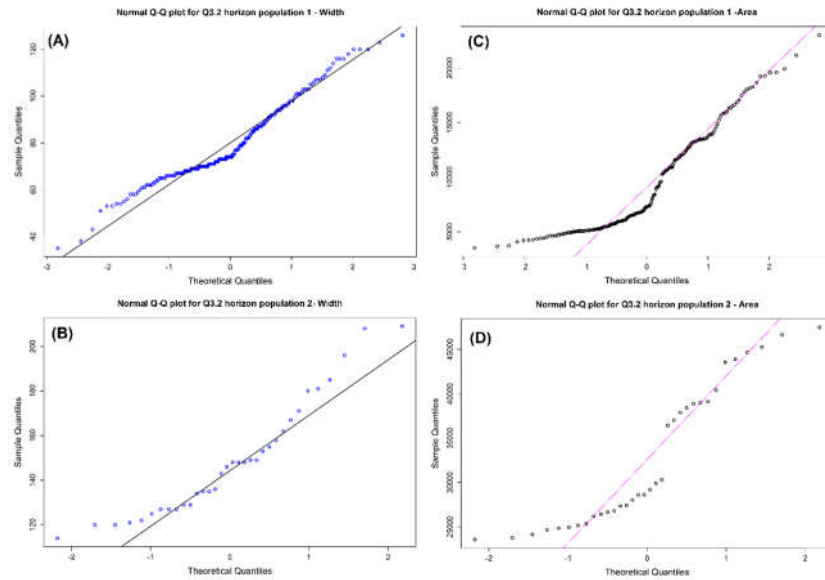 Normal Q-Q plot for Q3.2 horizon population 1 - Width
(A)
Sample Quantiles
40 60 80 100 120
-3 -2 -1 0 1 2 3
Theoretical Quantiles
Normal Q-Q plot for Q3.2 horizon population 1 -Area
(C)
Sample Quantiles
5000 10000 15000 20000
3 2 1 0 1 2
Theoretical Quantiles
Normal Q-Q plot for Q3.2 horizon population 2- Width
(B)
Sample Quantiles
120 140 160 180 200
-2 -1 0 1 2
Theoretical Quantiles
Normal Q-Q plot for Q3.2 horizon population 2 - Area
(D)
Sample Quantiles
25000 30000 35000 40000 45000
-2 -1 0 1 2
Theoretical Quantiles